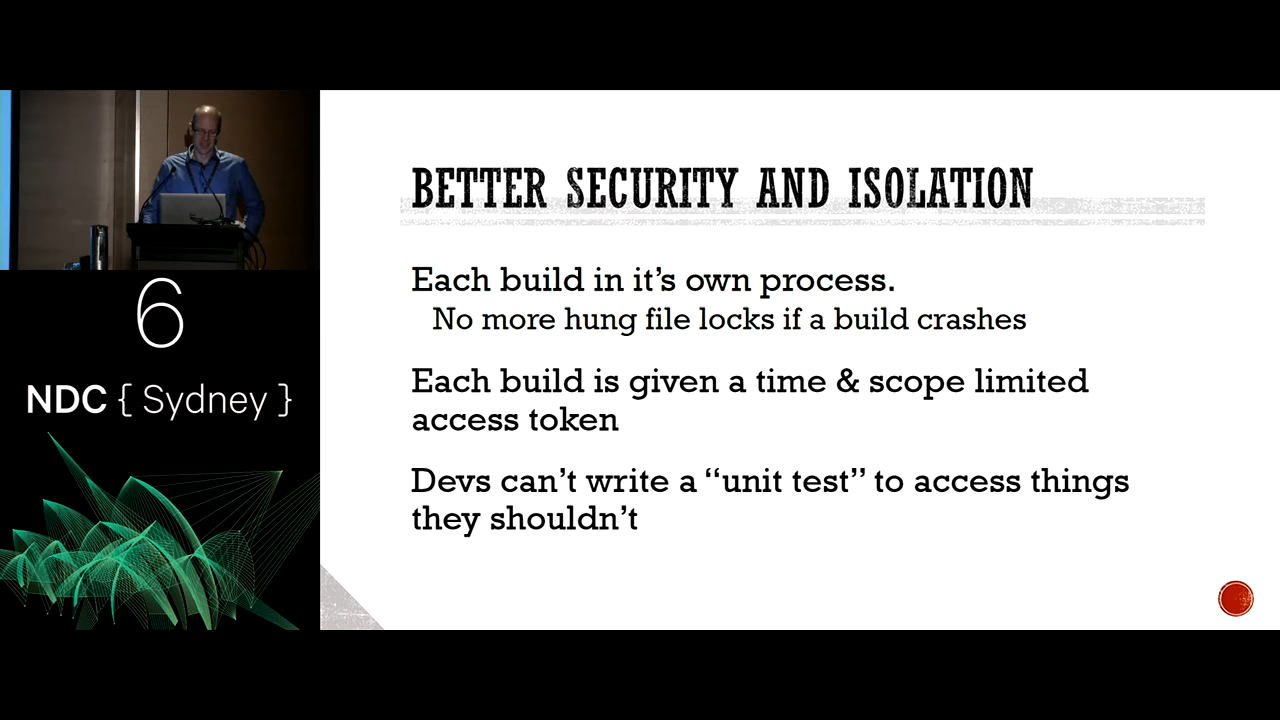 6
NDC { Sydney }
BETTER SECURITY AND ISOLATION
Each build in it’s own process.
No more hung file locks if a build crashes
Each build is given a time & scope limited
access token
Devs can’t write a “unit test” to access things
they shouldn’t